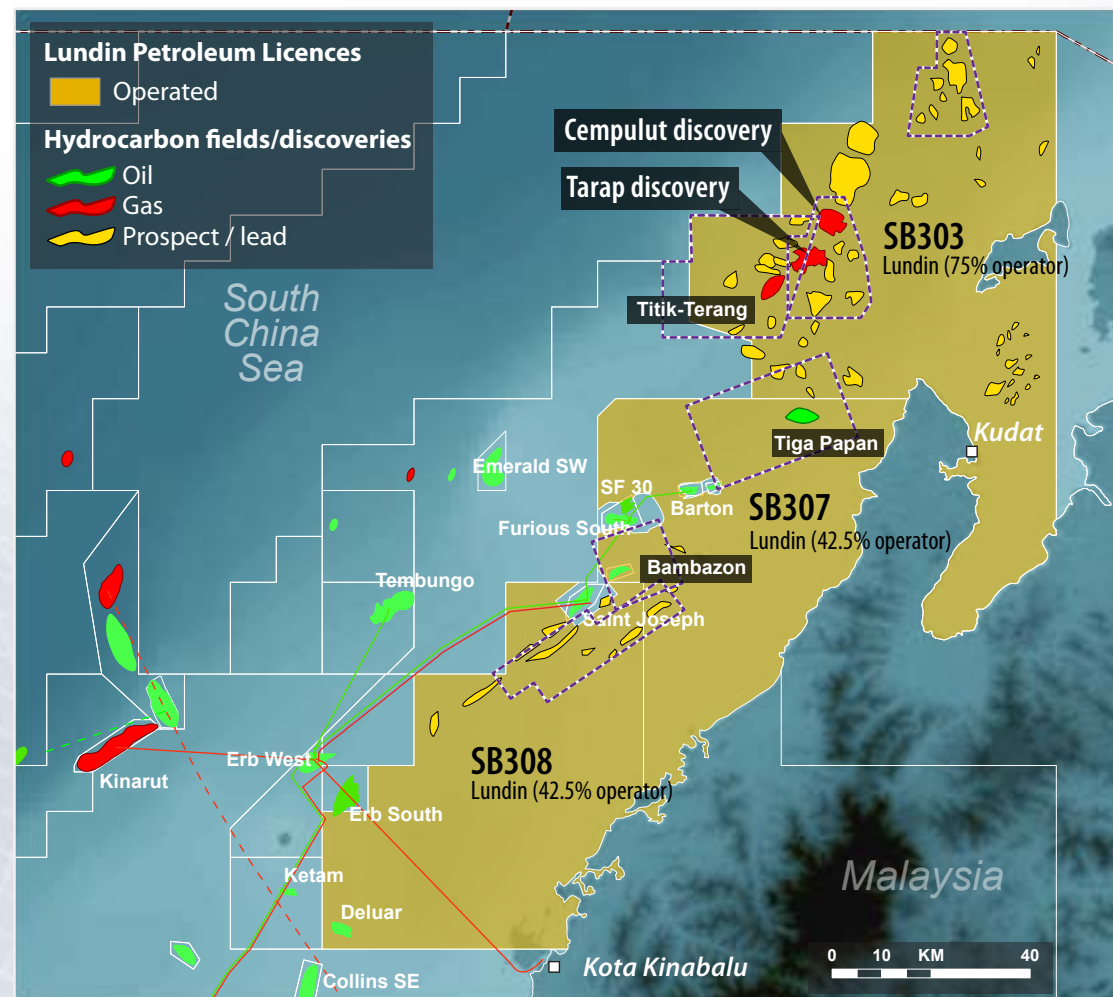 Lundin Petroleum Licences
Operated
Hydrocarbon fields/discoveries
Oil
Gas
Prospect / lead
Cempulut discovery
Tarap discovery
SB303
Lundin (75% operator)
South
China
Sea
Titik-Terang
Tiga Papan
Kudat
Emerald SW
SF 30
Barton
Furious South
SB307
Lundin (42.5% operator)
Bambazon
Tembungo
Saint Joseph
Erb West
SB308
Lundin (42.5% operator)
Kinarut
Erb South
Ketam
Malaysia
Deluar
Collins SE
Kota Kinabalu
0 10 KM 40